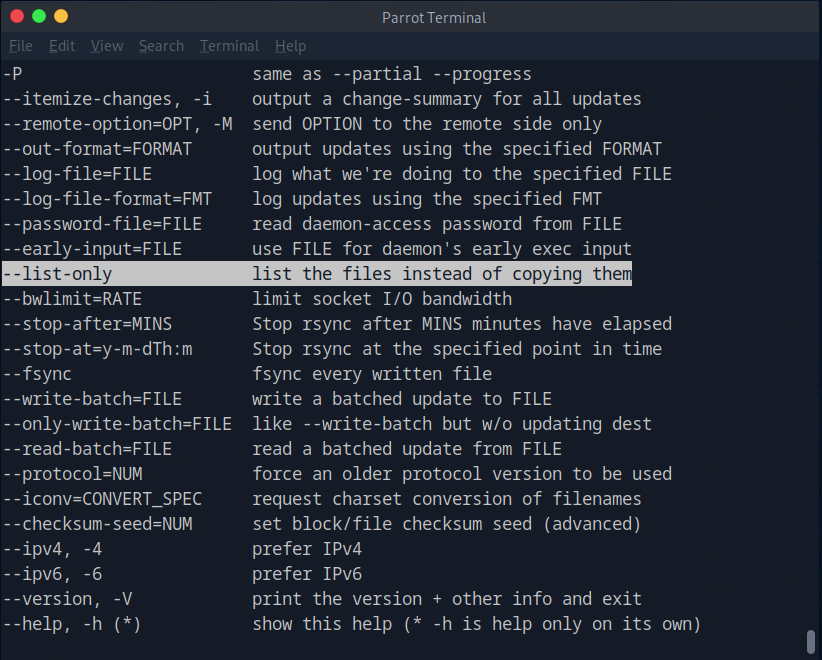 Parrot Terminal
File Edit View Search Terminal Help
-P same as --partial --progress
--itemize-changes, -i output a change-summary for all updates
--remote-option=OPT, -M send OPTION to the remote side only
--out-format=FORMAT output updates using the specified FORMAT
--log-file=FILE log what we're doing to the specified FILE
--log-file-format=FMT log updates using the specified FMT
--password-file=FILE read daemon-access password from FILE
--early-input=FILE use FILE for daemon's early exec input
--list-only list the files instead of copying them
--bwlimit=RATE limit socket I/O bandwidth
--stop-after=MINS Stop rsync after MINS minutes have elapsed
--stop-at=y-m-dTh:m Stop rsync at the specified point in time
--fsync fsync every written file
--write-batch=FILE write a batched update to FILE
--only-write-batch=FILE like --write-batch but w/o updating dest
--read-batch=FILE read a batched update from FILE
--protocol=NUM force an older protocol version to be used
--iconv=CONVERT_SPEC request charset conversion of filenames
--checksum-seed=NUM set block/file checksum seed (advanced)
--ipv4, -4 prefer IPv4
--ipv6, -6 prefer IPv6
--version, -V print the version + other info and exit
--help, -h (*) show this help (* -h is help only on its own)